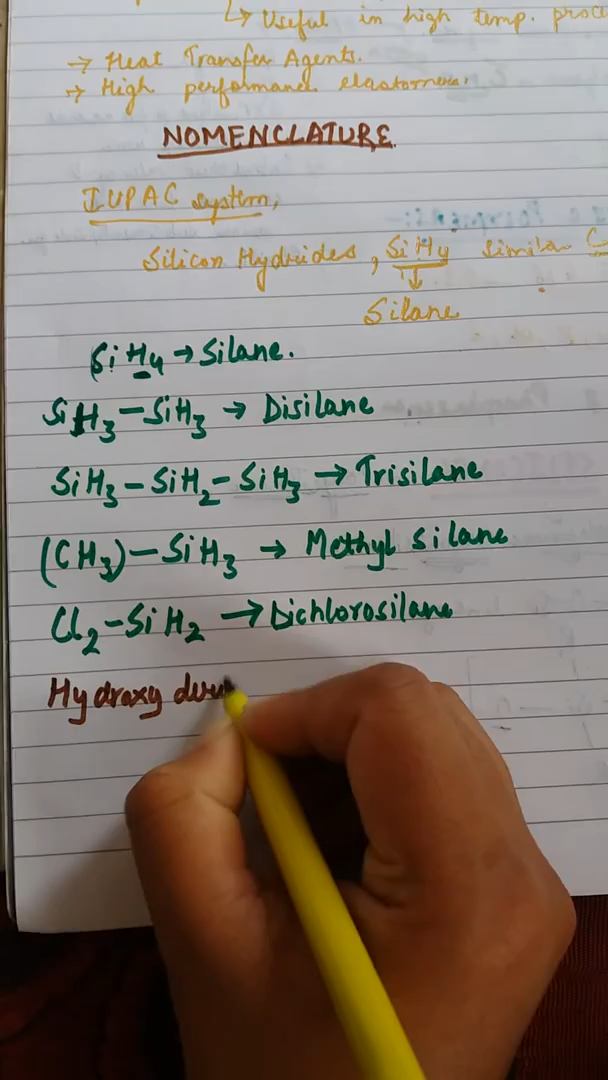 ↳ Useful in high temp. proc
→ Heat Transfer Agents.
→ High performance elastomers.
NOMENCLATURE
IUPAC system,
Silicon Hydrides, SiH4 similar
Silane
SiH4 → Silane.
SiH3 – SiH3 → Disilane
SiH3 – SiH2 – SiH3 → Trisilane
(CH3) – SiH3 → Methyl silane
Cl2 – SiH2 → Dichlorosilane
Hydroxy